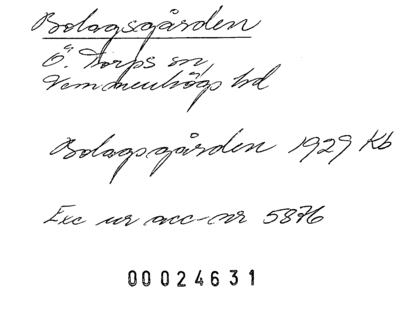 Bolagsgården
Ö. Torps sn,
Vemmenhögs hd
Bolagsgården 1929 Kb
Exc ur acc-nr 5876
00024631